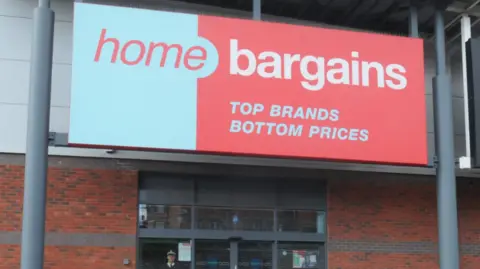 home bargains
TOP BRANDS
BOTTOM PRICES